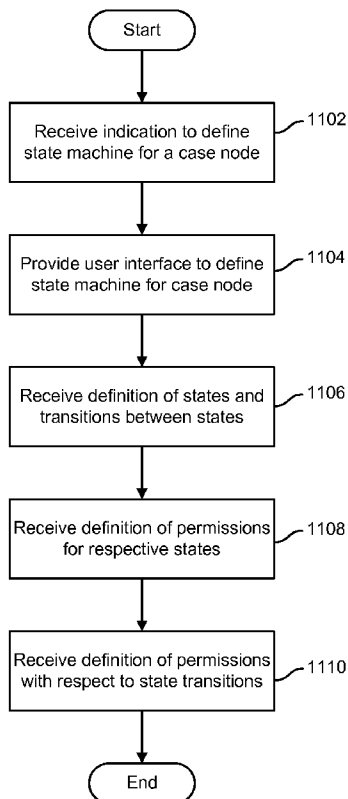 Start
Receive indication to define
state machine for a case node
1102
Provide user interface to define
state machine for case node
1104
Receive definition of states and
transitions between states
1106
Receive definition of permissions
for respective states
1108
Receive definition of permissions
with respect to state transitions
1110
End